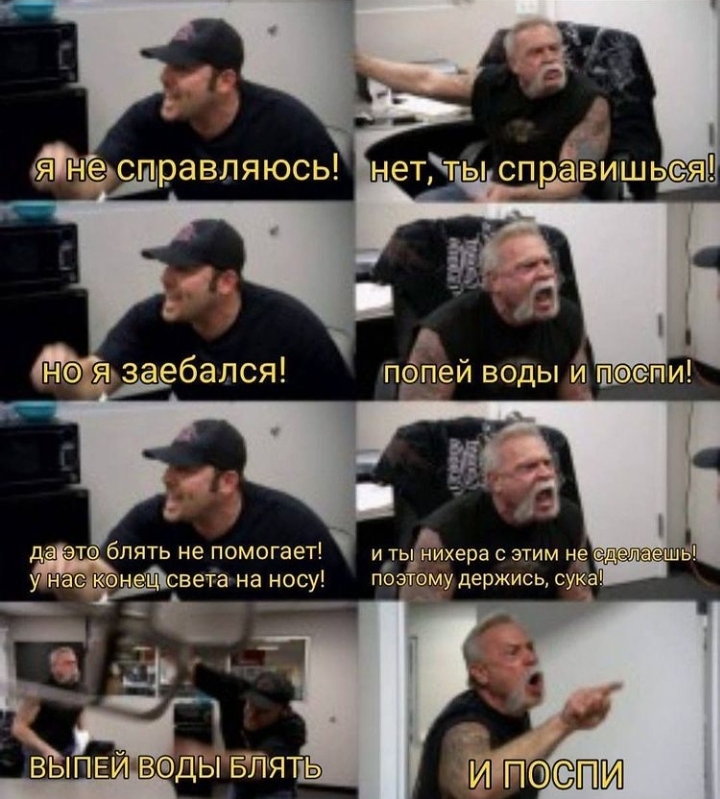 я не справляюсь!
нет, ты справишься!
но я заебался!
попей воды и поспи!
да это блять не помогает!
у нас конец света на носу!
и ты нихера с этим не сделаешь!
поэтому держись, сука!
ВЫПЕЙ ВОДЫ БЛЯТЬ
И ПОСПИ